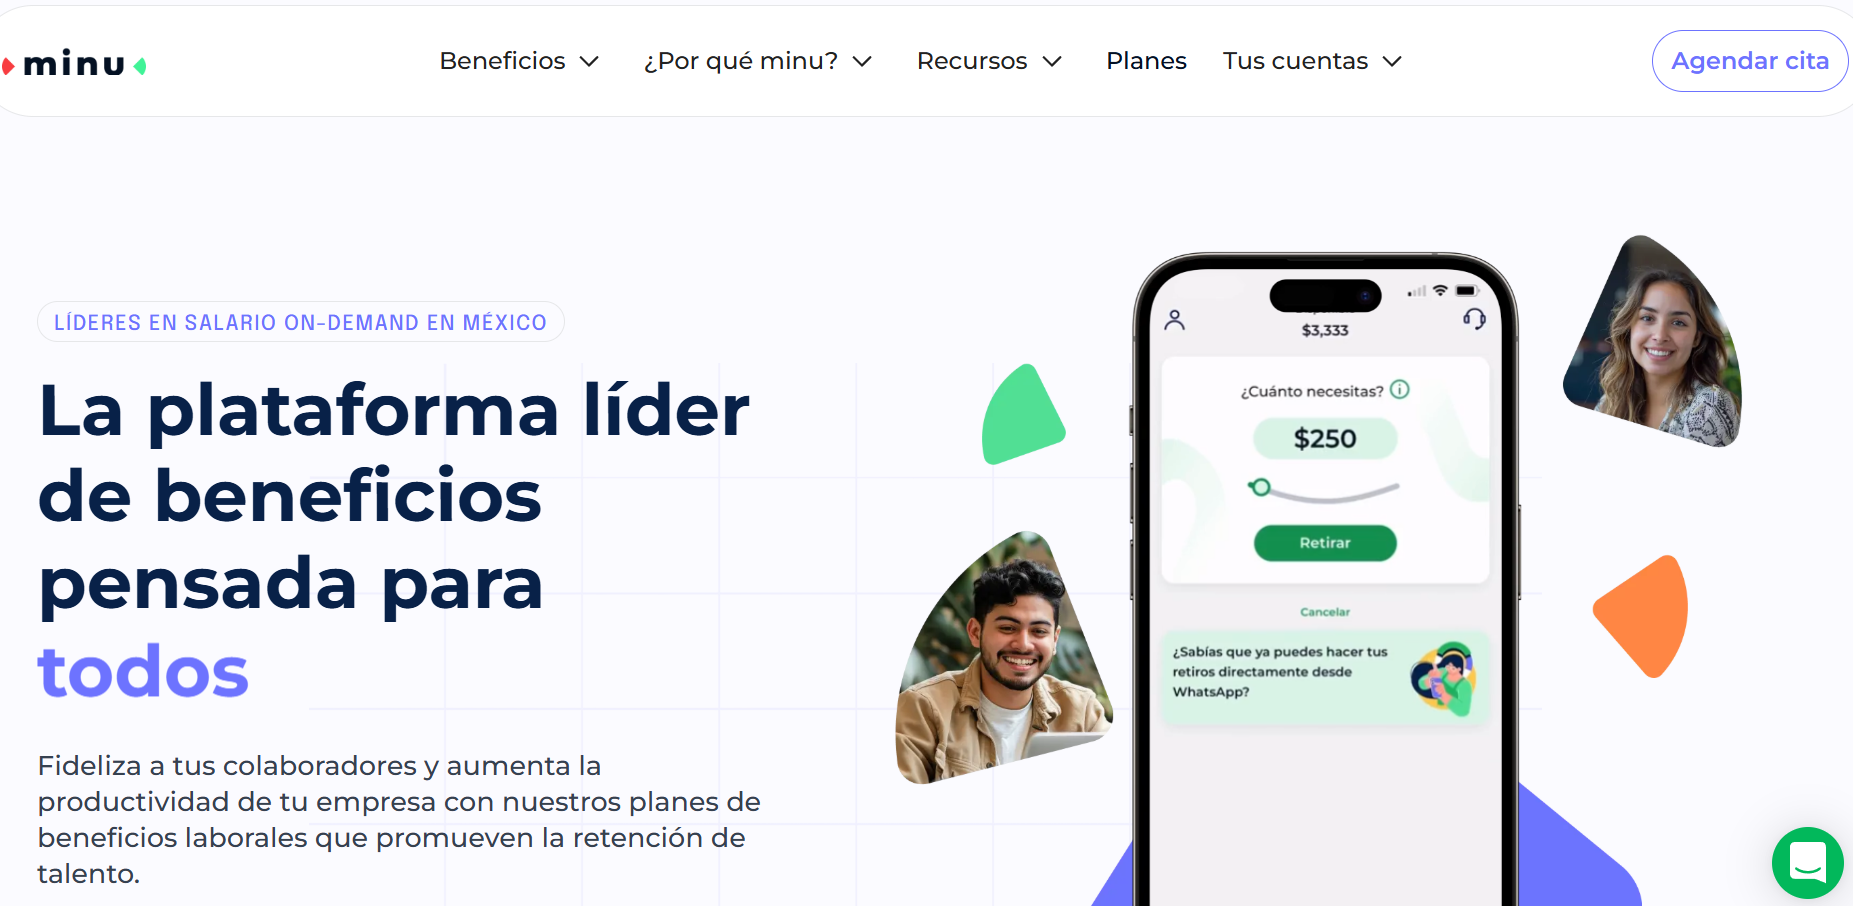 minu
Beneficios
¿Por qué minu?
Recursos
Planes
Tus cuentas
Agendar cita
LÍDERES EN SALARIO ON-DEMAND EN MÉXICO
La plataforma líder
de beneficios
pensada para
todos
Fideliza a tus colaboradores y aumenta la
productividad de tu empresa con nuestros planes de
beneficios laborales que promueven la retención de
talento.
$3,333
¿Cuánto necesitas?
$250
Retirar
Cancelar
¿Sabías que ya puedes hacer tus
retiros directamente desde
WhatsApp?